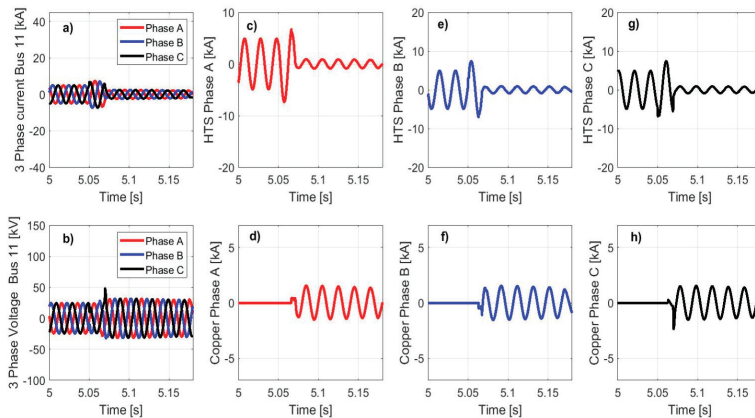 a)
3 Phase current Bus 11 [kA]
40
20
0
-20
-40
Phase A
Phase B
Phase C
5
5.05
5.1
5.15
Time [s]
c)
HTS Phase A [kA]
10
0
-10
-20
5
5.05
5.1
5.15
Time [s]
e)
HTS Phase B [kA]
20
10
0
-10
-20
5
5.05
5.1
5.15
Time [s]
g)
HTS Phase C [kA]
20
10
0
-10
-20
5
5.05
5.1
5.15
Time [s]
b)
3 Phase Voltage Bus 11 [kV]
150
100
50
0
-50
-100
Phase A
Phase B
Phase C
5
5.05
5.1
5.15
Time [s]
d)
Copper Phase A [kA]
5
0
-5
5
5.05
5.1
5.15
Time [s]
f)
Copper Phase B [kA]
5
0
-5
5
5.05
5.1
5.15
Time [s]
h)
Copper Phase C [kA]
5
0
-5
5
5.05
5.1
5.15
Time [s]